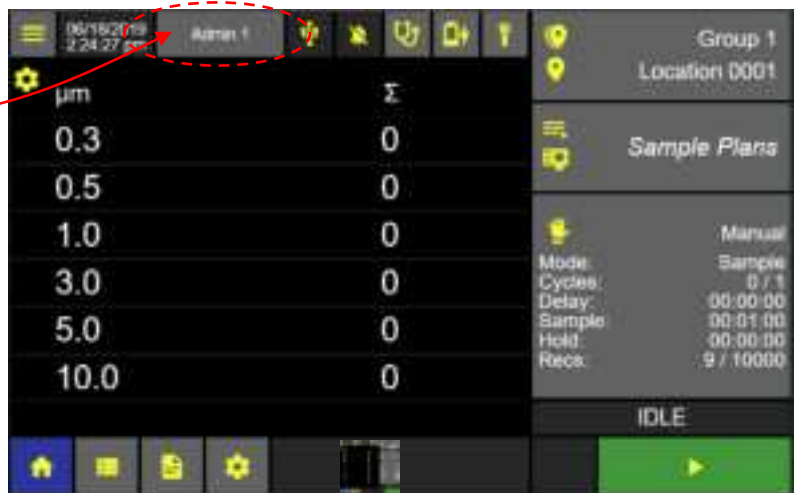 06/16/2019
2:24:27 pm
Admin 1
Group 1
Location 0001
µm Σ
0.3 0
0.5 0
1.0 0
3.0 0
5.0 0
10.0 0
Sample Plans
Manual
Mode: Sample
Cycles: 0 / 1
Delay: 00:00:00
Sample: 00:01:00
Hold: 00:00:00
Recs: 9 / 10000
IDLE